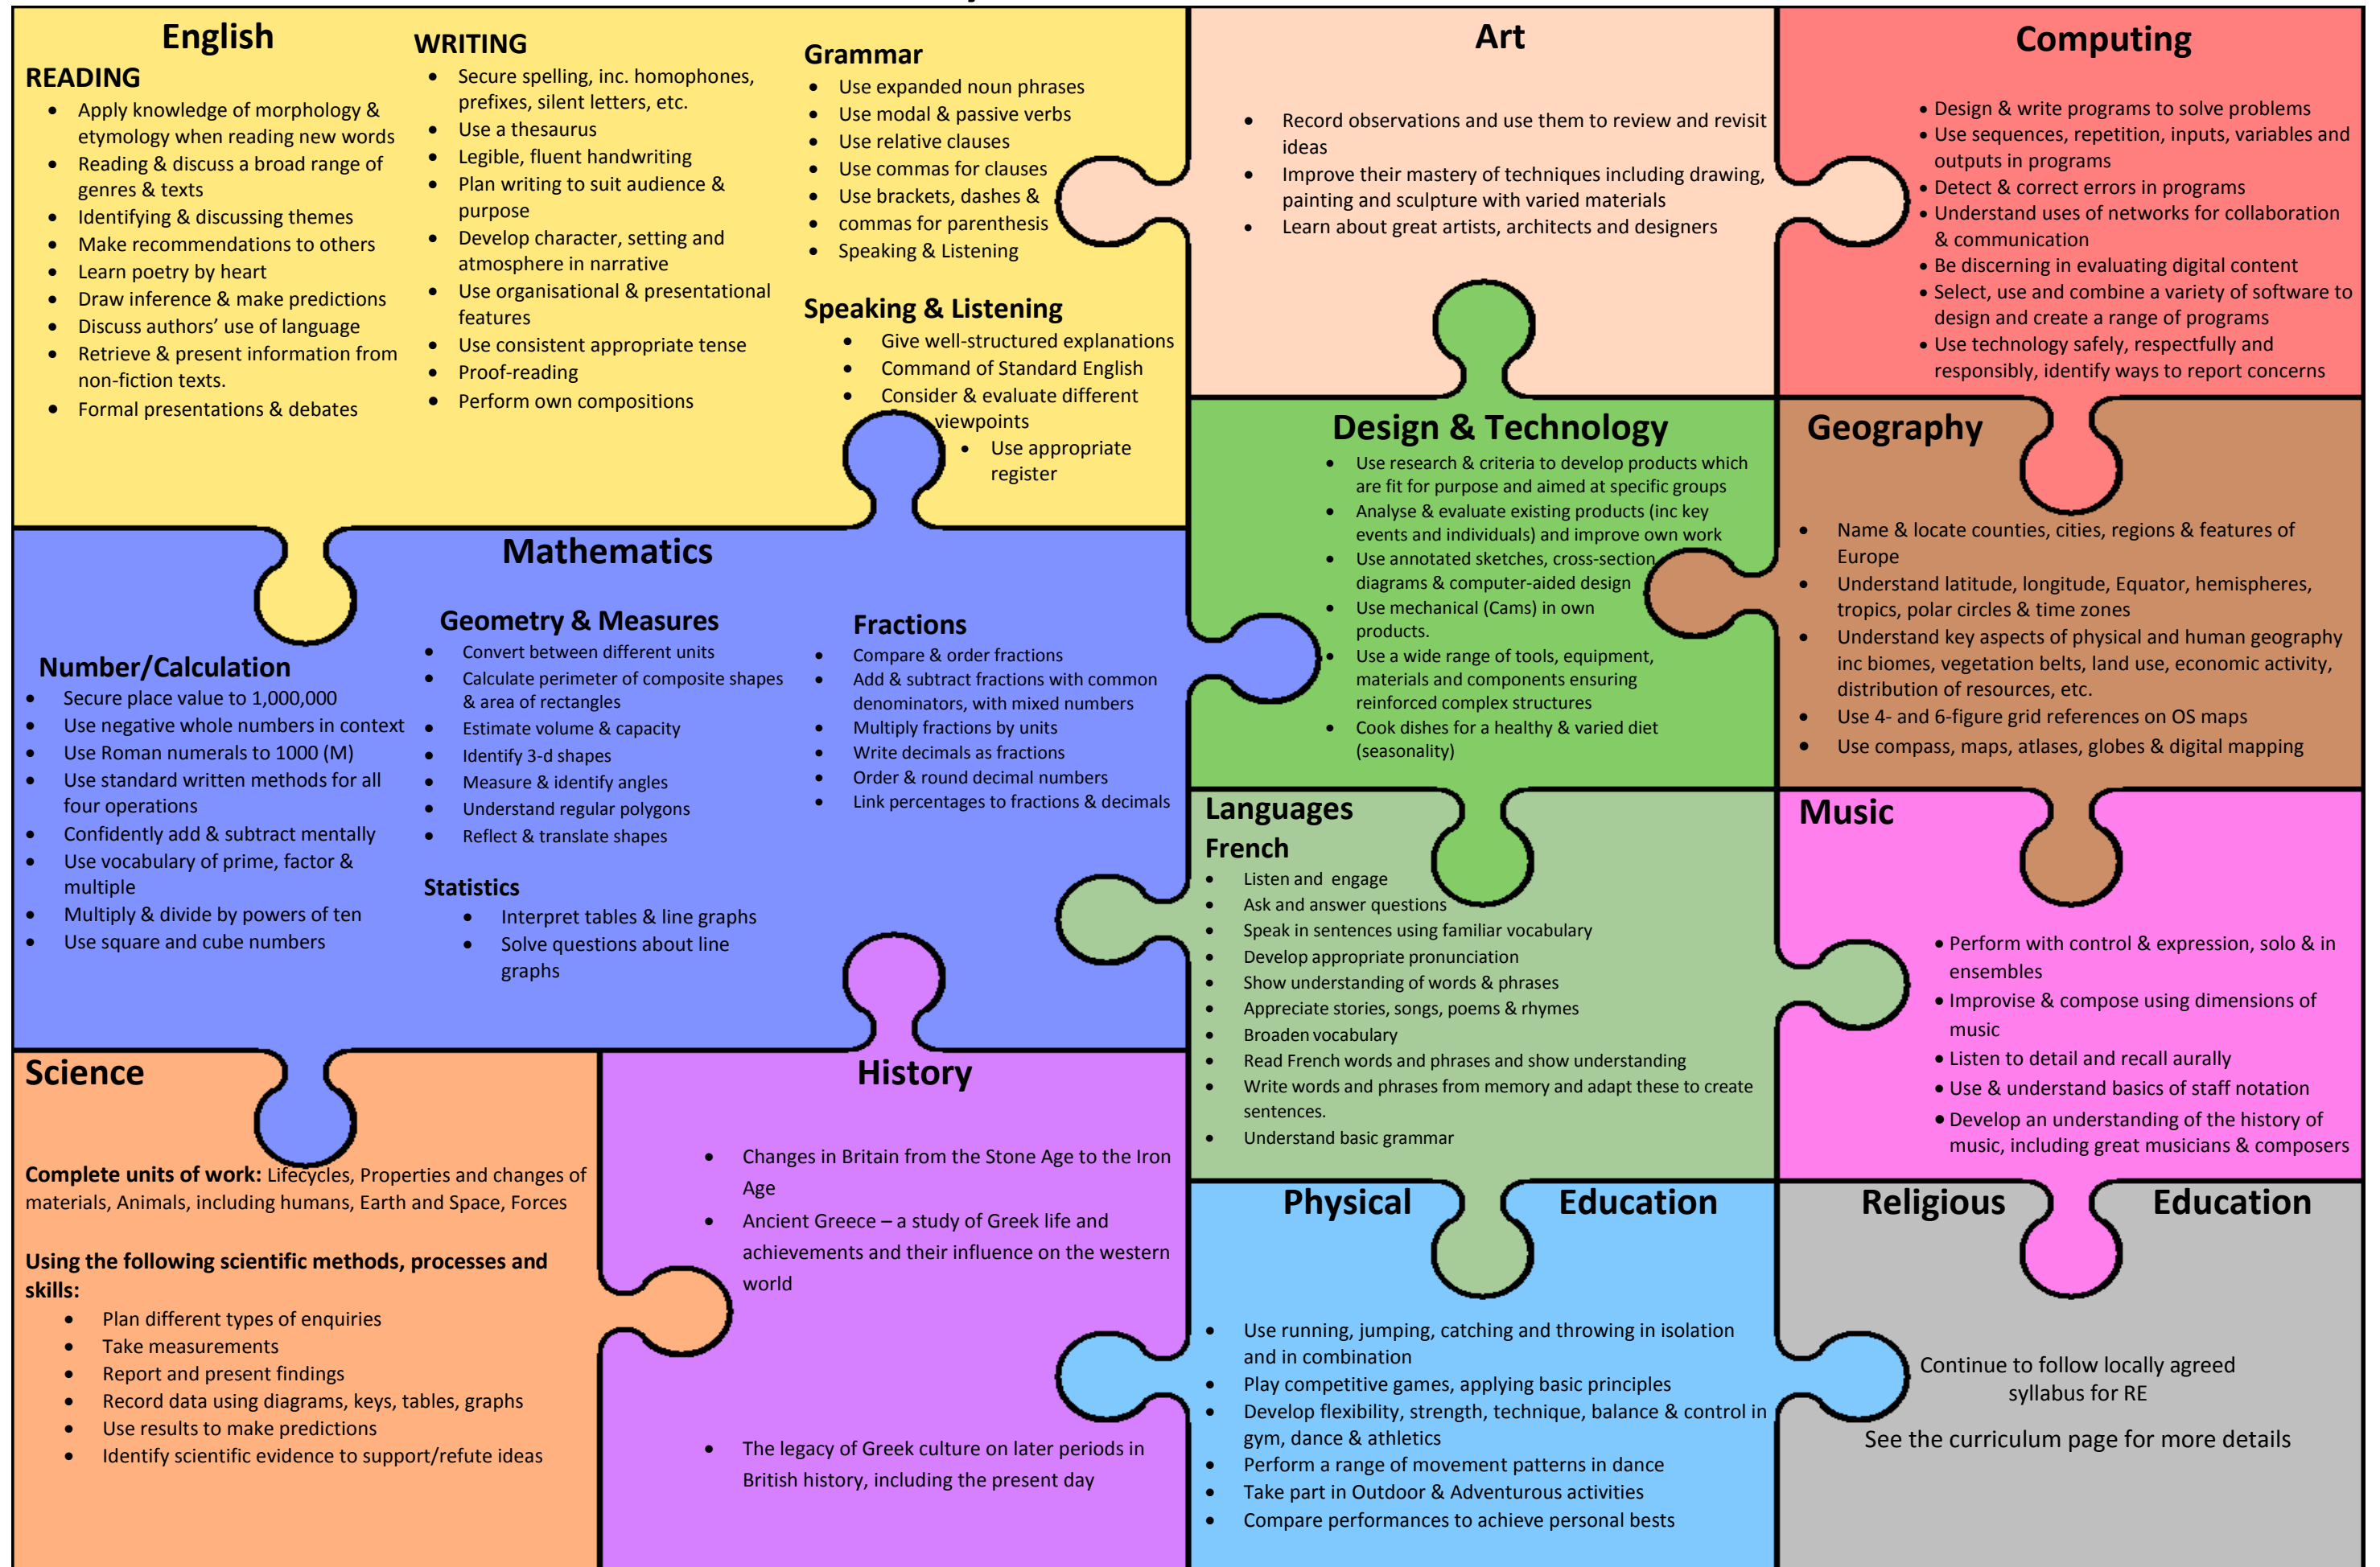 English
READING
• Apply knowledge of morphology &
etymology when reading new words
• Reading & discuss a broad range of
genres & texts
• Identifying & discussing themes
• Make recommendations to others
• Learn poetry by heart
• Draw inference & make predictions
• Discuss authors’ use of language
• Retrieve & present information from
non-fiction texts.
• Formal presentations & debates
WRITING
• Secure spelling, inc. homophones,
prefixes, silent letters, etc.
• Use a thesaurus
• Legible, fluent handwriting
• Plan writing to suit audience &
purpose
• Develop character, setting and
atmosphere in narrative
• Use organisational & presentational
features
• Use consistent appropriate tense
• Proof-reading
• Perform own compositions
Grammar
• Use expanded noun phrases
• Use modal & passive verbs
• Use relative clauses
• Use commas for clauses
• Use brackets, dashes &
• commas for parenthesis
• Speaking & Listening
Speaking & Listening
• Give well-structured explanations
• Command of Standard English
• Consider & evaluate different
viewpoints
• Use appropriate
register
Art
• Record observations and use them to review and revisit
ideas
• Improve their mastery of techniques including drawing,
painting and sculpture with varied materials
• Learn about great artists, architects and designers
Computing
• Design & write programs to solve problems
• Use sequences, repetition, inputs, variables and
outputs in programs
• Detect & correct errors in programs
• Understand uses of networks for collaboration
& communication
• Be discerning in evaluating digital content
• Select, use and combine a variety of software to
design and create a range of programs
• Use technology safely, respectfully and
responsibly, identify ways to report concerns
Mathematics
Number/Calculation
• Secure place value to 1,000,000
• Use negative whole numbers in context
• Use Roman numerals to 1000 (M)
• Use standard written methods for all
four operations
• Confidently add & subtract mentally
• Use vocabulary of prime, factor &
multiple
• Multiply & divide by powers of ten
• Use square and cube numbers
Geometry & Measures
• Convert between different units
• Calculate perimeter of composite shapes
& area of rectangles
• Estimate volume & capacity
• Identify 3-d shapes
• Measure & identify angles
• Understand regular polygons
• Reflect & translate shapes
Statistics
• Interpret tables & line graphs
• Solve questions about line
graphs
Fractions
• Compare & order fractions
• Add & subtract fractions with common
denominators, with mixed numbers
• Multiply fractions by units
• Write decimals as fractions
• Order & round decimal numbers
• Link percentages to fractions & decimals
Design & Technology
• Use research & criteria to develop products which
are fit for purpose and aimed at specific groups
• Analyse & evaluate existing products (inc key
events and individuals) and improve own work
• Use annotated sketches, cross-section
diagrams & computer-aided design
• Use mechanical (Cams) in own
products.
• Use a wide range of tools, equipment,
materials and components ensuring
reinforced complex structures
• Cook dishes for a healthy & varied diet
(seasonality)
Geography
• Name & locate counties, cities, regions & features of
Europe
• Understand latitude, longitude, Equator, hemispheres,
tropics, polar circles & time zones
• Understand key aspects of physical and human geography
inc biomes, vegetation belts, land use, economic activity,
distribution of resources, etc.
• Use 4- and 6-figure grid references on OS maps
• Use compass, maps, atlases, globes & digital mapping
Languages
French
• Listen and engage
• Ask and answer questions
• Speak in sentences using familiar vocabulary
• Develop appropriate pronunciation
• Show understanding of words & phrases
• Appreciate stories, songs, poems & rhymes
• Broaden vocabulary
• Read French words and phrases and show understanding
• Write words and phrases from memory and adapt these to create
sentences.
• Understand basic grammar
Music
• Perform with control & expression, solo & in
ensembles
• Improvise & compose using dimensions of
music
• Listen to detail and recall aurally
• Use & understand basics of staff notation
• Develop an understanding of the history of
music, including great musicians & composers
Science
Complete units of work: Lifecycles, Properties and changes of
materials, Animals, including humans, Earth and Space, Forces
Using the following scientific methods, processes and
skills:
• Plan different types of enquiries
• Take measurements
• Report and present findings
• Record data using diagrams, keys, tables, graphs
• Use results to make predictions
• Identify scientific evidence to support/refute ideas
History
• Changes in Britain from the Stone Age to the Iron
Age
• Ancient Greece – a study of Greek life and
achievements and their influence on the western
world
• The legacy of Greek culture on later periods in
British history, including the present day
Physical Education
• Use running, jumping, catching and throwing in isolation
and in combination
• Play competitive games, applying basic principles
• Develop flexibility, strength, technique, balance & control in
gym, dance & athletics
• Perform a range of movement patterns in dance
• Take part in Outdoor & Adventurous activities
• Compare performances to achieve personal bests
Religious Education
Continue to follow locally agreed
syllabus for RE
See the curriculum page for more details